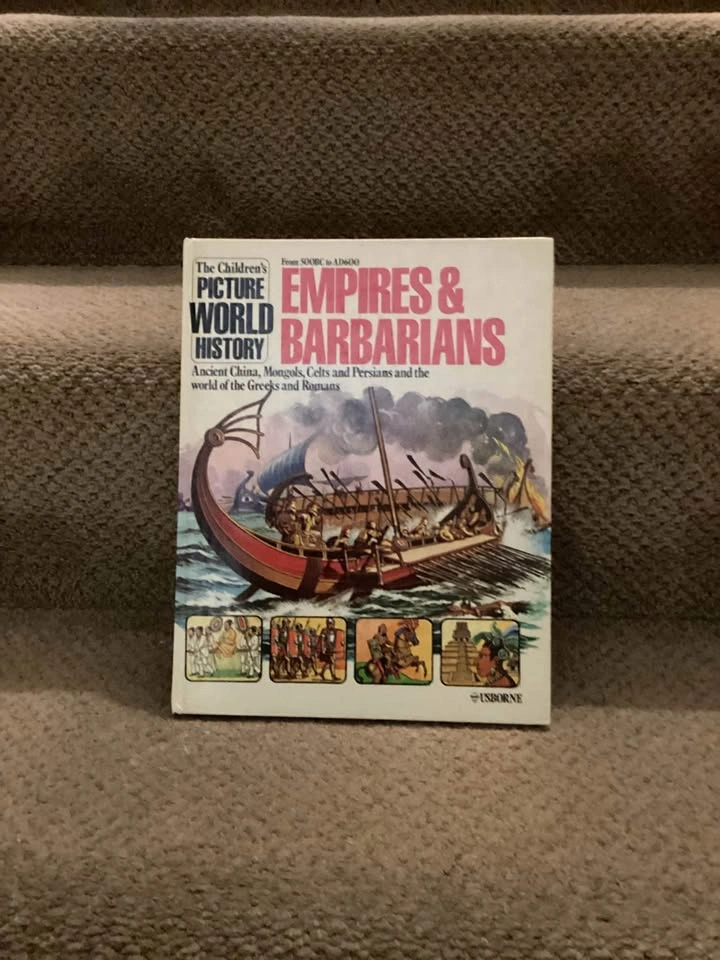 The Children's
PICTURE
WORLD
HISTORY
From 500BC to AD600
EMPIRES &
BARBARIANS
Ancient China, Mongols, Celts and Persians and the
world of the Greeks and Romans
USBORNE